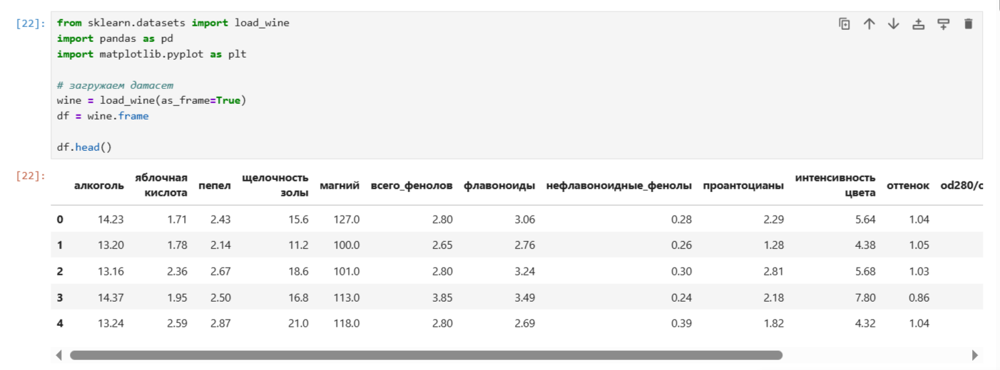 [22]: from sklearn.datasets import load_wine
import pandas as pd
import matplotlib.pyplot as plt
# загружаем датасет
wine = load_wine(as_frame=True)
df = wine.frame
df.head()
[22]:
алкоголь яблочная кислота пепел щелочность золы магний всего_фенолов флавоноиды нефлавоноидные_фенолы проантоцианы интенсивность цвета оттенок od280/c
0 14.23 1.71 2.43 15.6 127.0 2.80 3.06 0.28 2.29 5.64 1.04
1 13.20 1.78 2.14 11.2 100.0 2.65 2.76 0.26 1.28 4.38 1.05
2 13.16 2.36 2.67 18.6 101.0 2.80 3.24 0.30 2.81 5.68 1.03
3 14.37 1.95 2.50 16.8 113.0 3.85 3.49 0.24 2.18 7.80 0.86
4 13.24 2.59 2.87 21.0 118.0 2.80 2.69 0.39 1.82 4.32 1.04